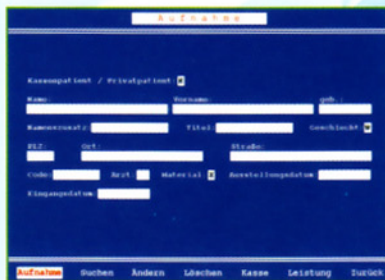 Aufnahme
Kassenpatient / Privatpatient: K
Name: Vorname: geb.:
Namenszusatz: Titel: Geschlecht: W
PLZ: Ort: Straße:
Code: Arzt: Material: K Ausstellungsdatum:
Eingangsdatum:
Aufnahme Suchen Ändern Löschen Kasse Leistung Zurück